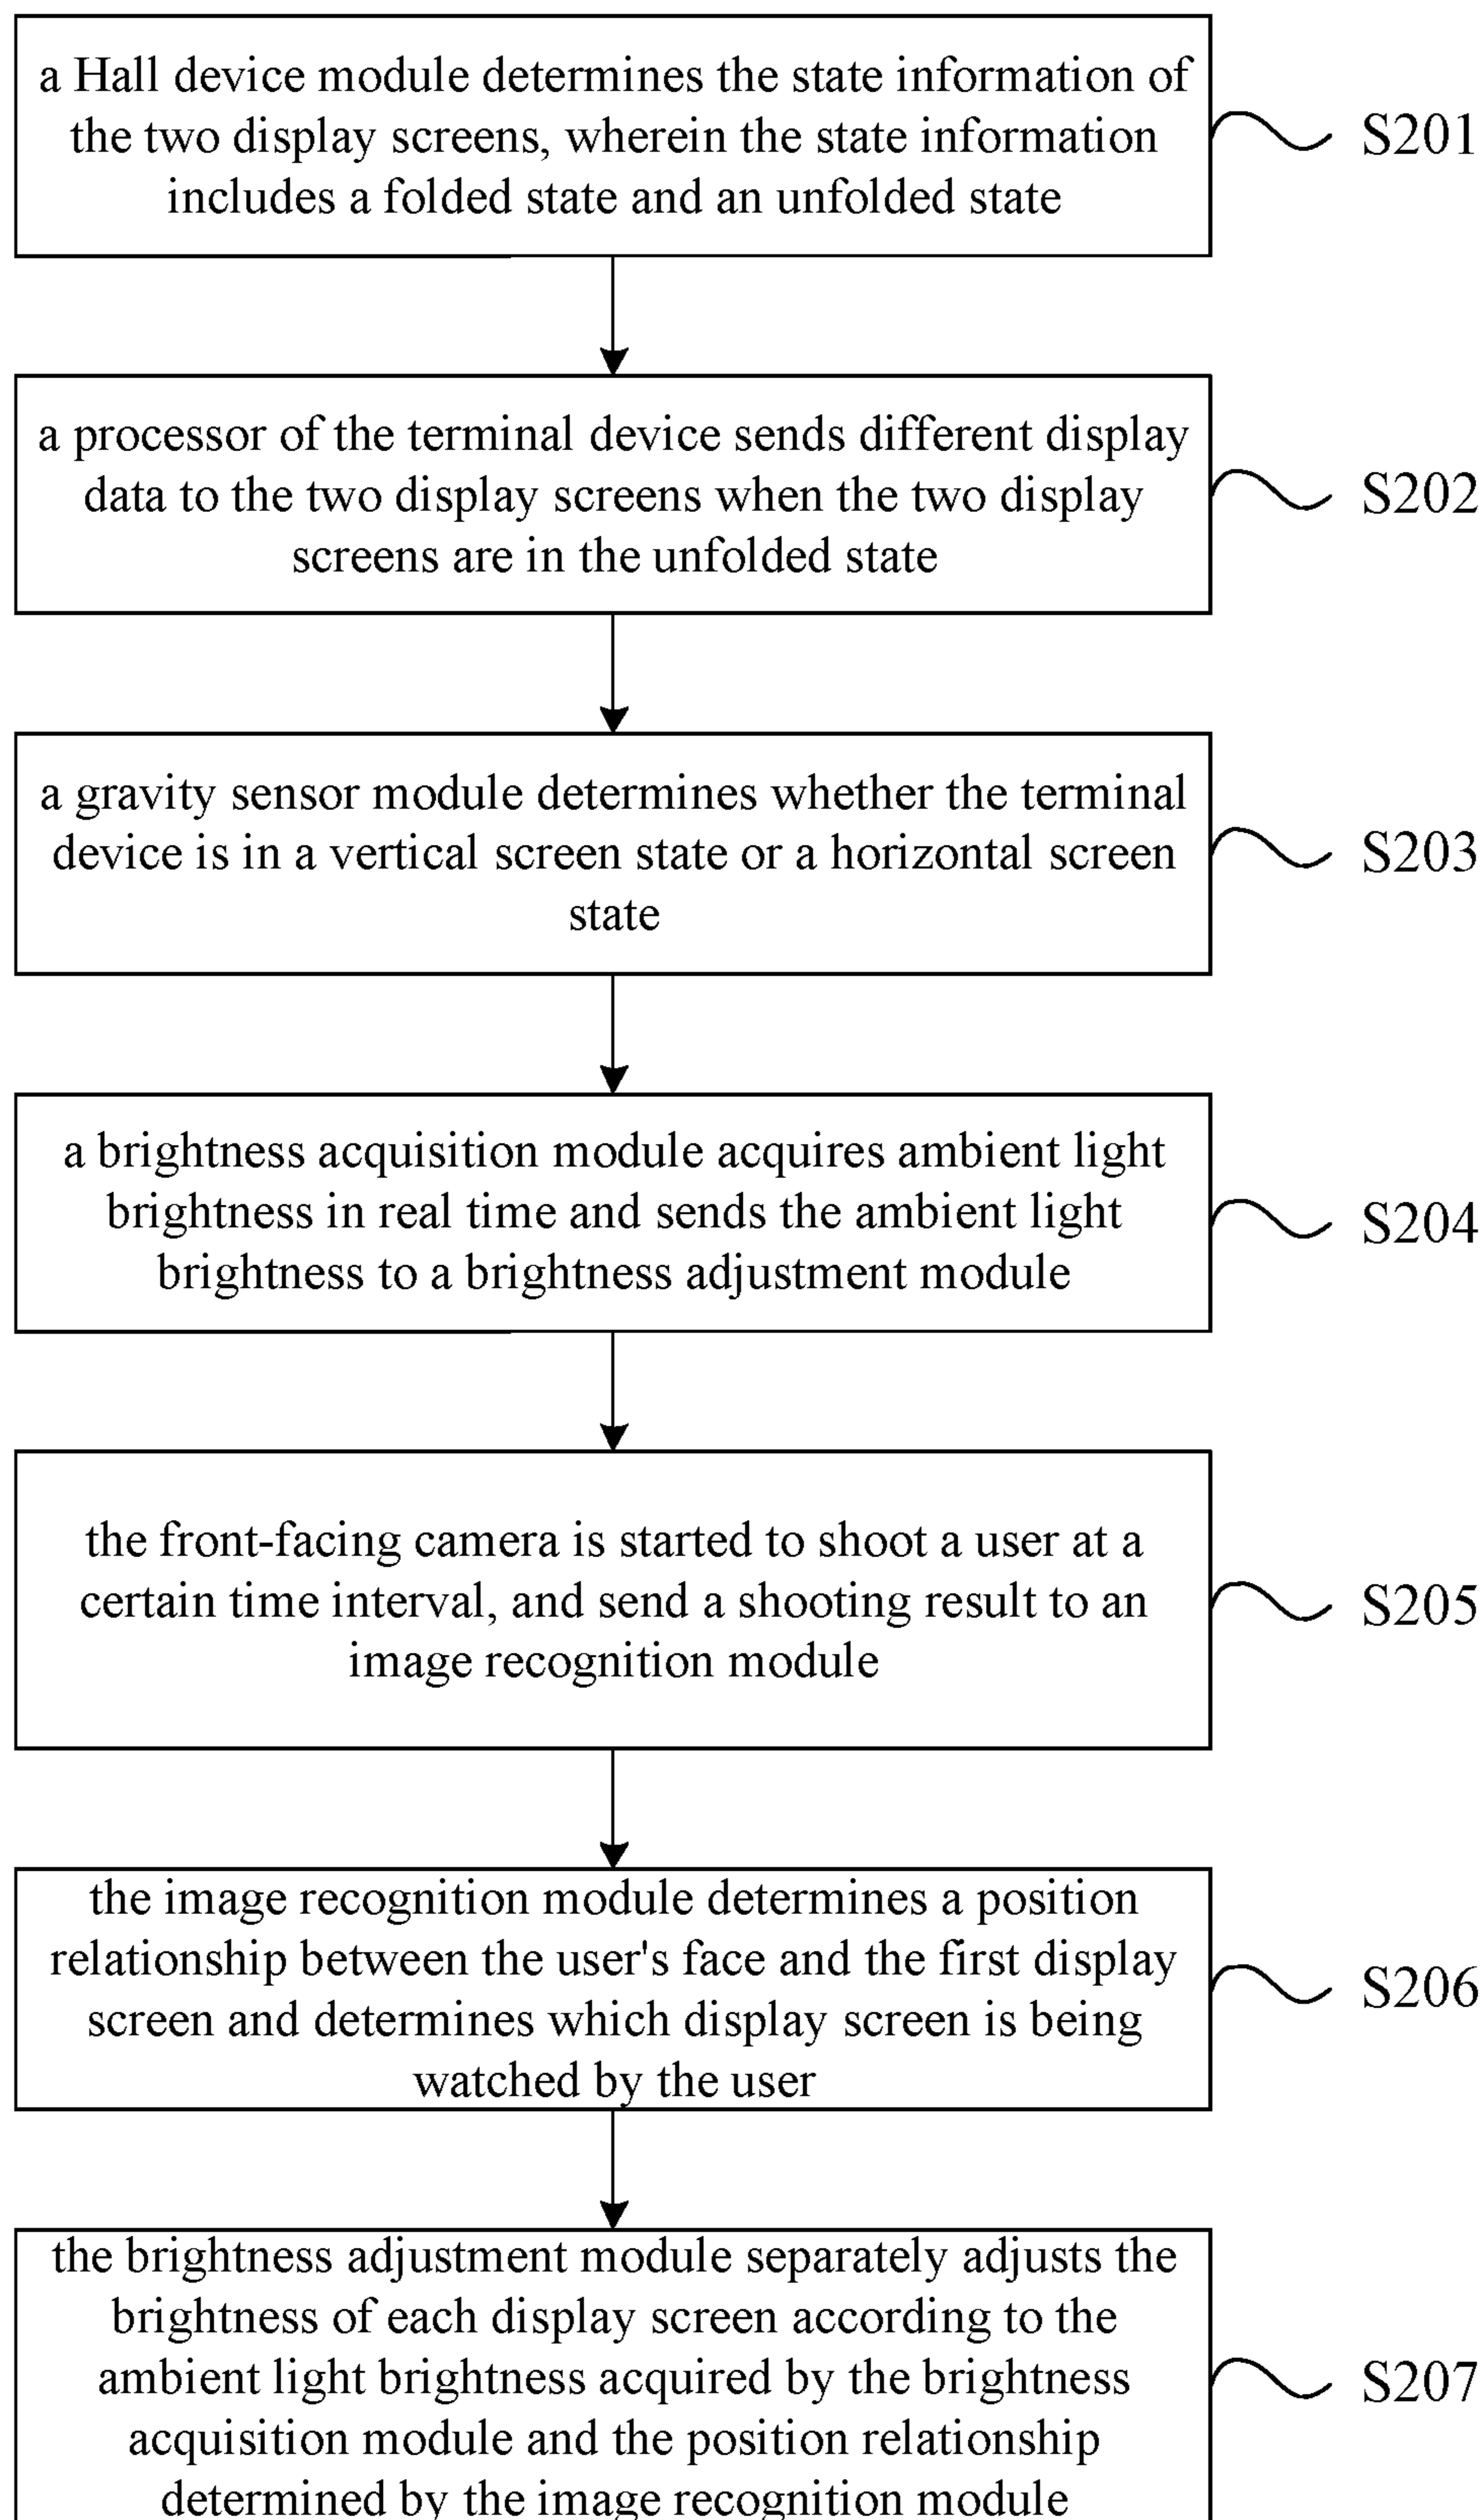 a Hall device module determines the state information of
the two display screens, wherein the state information
includes a folded state and an unfolded state
S201
a processor of the terminal device sends different display
data to the two display screens when the two display
screens are in the unfolded state
S202
a gravity sensor module determines whether the terminal
device is in a vertical screen state or a horizontal screen
state
S203
a brightness acquisition module acquires ambient light
brightness in real time and sends the ambient light
brightness to a brightness adjustment module
S204
the front-facing camera is started to shoot a user at a
certain time interval, and send a shooting result to an
image recognition module
S205
the image recognition module determines a position
relationship between the user's face and the first display
screen and determines which display screen is being
watched by the user
S206
the brightness adjustment module separately adjusts the
brightness of each display screen according to the
ambient light brightness acquired by the brightness
acquisition module and the position relationship
determined by the image recognition module
S207